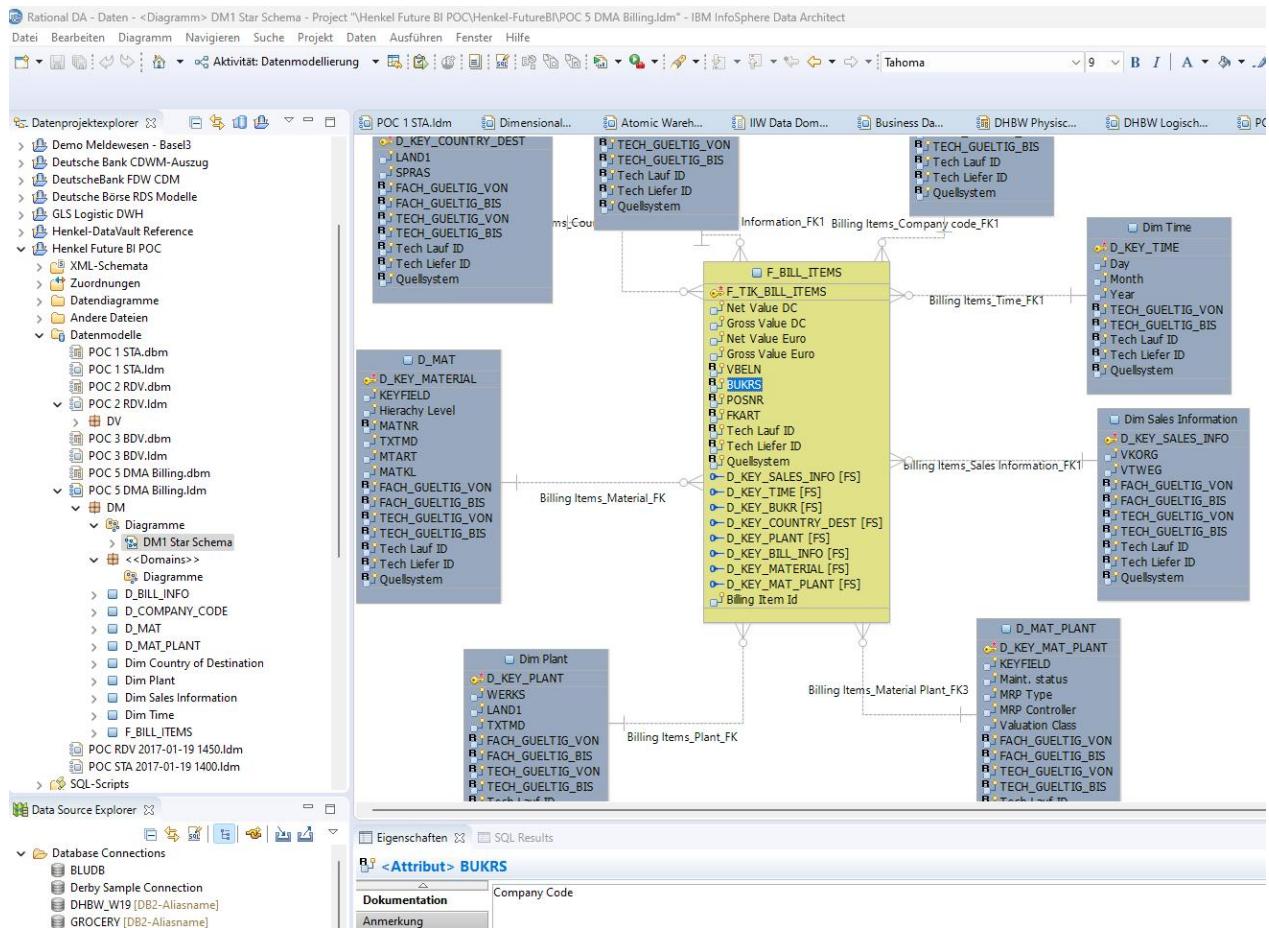 Rational DA - Daten - <Diagramm> DM1 Star Schema - Project "\Henkel Future BI POC\Henkel-FutureBI\POC 5 DMA Billing.ldm" - IBM InfoSphere Data Architect
Datei Bearbeiten Diagramm Navigieren Suche Projekt Daten Ausführen Fenster Hilfe
Aktivität: Datenmodellierung
Tahoma 9 B I A
Datenprojektexplorer
Demo Meldewesen - Basel3
Deutsche Bank CDWM-Auszug
DeutscheBank FDW CDM
Deutsche Börse RDS Modelle
GLS Logistic DWH
Henkel-DataVault Reference
Henkel Future BI POC
XML-Schemata
Zuordnungen
Datendiagramme
Andere Dateien
Datenmodelle
POC 1 STA.dbm
POC 1 STA.ldm
POC 2 RDV.dbm
POC 2 RDV.ldm
DV
POC 3 BDV.dbm
POC 3 BDV.ldm
POC 5 DMA Billing.dbm
POC 5 DMA Billing.ldm
DM
Diagramme
DM1 Star Schema
<<Domains>>
Diagramme
D_BILL_INFO
D_COMPANY_CODE
D_MAT
D_MAT_PLANT
Dim Country of Destination
Dim Plant
Dim Sales Information
Dim Time
F_BILL_ITEMS
POC RDV 2017-01-19 1450.ldm
POC STA 2017-01-19 1400.ldm
SQL-Scripts
Data Source Explorer
Database Connections
BLUDB
Derby Sample Connection
DHBW_W19 [DB2-Aliasname]
GROCERY [DB2-Aliasname]
POC 1 STA.ldm Dimensional... Atomic Wareh... IIW Data Dom... Business Da... DHBW Physisc... DHBW Logisch... PC
D_KEY_COUNTRY_DEST
LAND1
SPRAS
FACH_GUELTIG_VON
FACH_GUELTIG_BIS
TECH_GUELTIG_VON
TECH_GUELTIG_BIS
Tech Lauf ID
Tech Liefer ID
Quellsystem
TECH_GUELTIG_VON
TECH_GUELTIG_BIS
Tech Lauf ID
Tech Liefer ID
Quellsystem
TECH_GUELTIG_BIS
Tech Lauf ID
Tech Liefer ID
Quellsystem
ms_Cou
Information_FK1
Billing Items_Company code_FK1
Dim Time
D_KEY_TIME
Day
Month
Year
TECH_GUELTIG_VON
TECH_GUELTIG_BIS
Tech Lauf ID
Tech Liefer ID
Quellsystem
Billing Items_Time_FK1
F_BILL_ITEMS
F_TIK_BILL_ITEMS
Net Value DC
Gross Value DC
Net Value Euro
Gross Value Euro
VBELN
BUKRS
POSNR
FKART
Tech Lauf ID
Tech Liefer ID
Quellsystem
D_KEY_SALES_INFO [FS]
D_KEY_TIME [FS]
D_KEY_BUKR [FS]
D_KEY_COUNTRY_DEST [FS]
D_KEY_PLANT [FS]
D_KEY_BILL_INFO [FS]
D_KEY_MATERIAL [FS]
D_KEY_MAT_PLANT [FS]
Billing Item Id
D_MAT
D_KEY_MATERIAL
KEYFIELD
Hierachy Level
MATNR
TXTMD
MTART
MATKL
FACH_GUELTIG_VON
FACH_GUELTIG_BIS
TECH_GUELTIG_VON
TECH_GUELTIG_BIS
Tech Lauf ID
Tech Liefer ID
Quellsystem
Billing Items_Material_FK
Dim Sales Information
D_KEY_SALES_INFO
VKORG
VTWEG
FACH_GUELTIG_VON
FACH_GUELTIG_BIS
TECH_GUELTIG_VON
TECH_GUELTIG_BIS
Tech Lauf ID
Tech Liefer ID
Quellsystem
Billing Items_Sales Information_FK1
Dim Plant
D_KEY_PLANT
WERKS
LAND1
TXTMD
FACH_GUELTIG_VON
FACH_GUELTIG_BIS
TECH_GUELTIG_VON
TECH_GUELTIG_BIS
Tech Lauf ID
Billing Items_Plant_FK
Billing Items_Material Plant_FK3
D_MAT_PLANT
D_KEY_MAT_PLANT
KEYFIELD
Maint. status
MRP Type
MRP Controller
Valuation Class
FACH_GUELTIG_VON
FACH_GUELTIG_BIS
TECH_GUELTIG_VON
TECH_GUELTIG_BIS
Tech Lauf ID
Eigenschaften SQL Results
<Attribut> BUKRS
Dokumentation
Anmerkung
Company Code